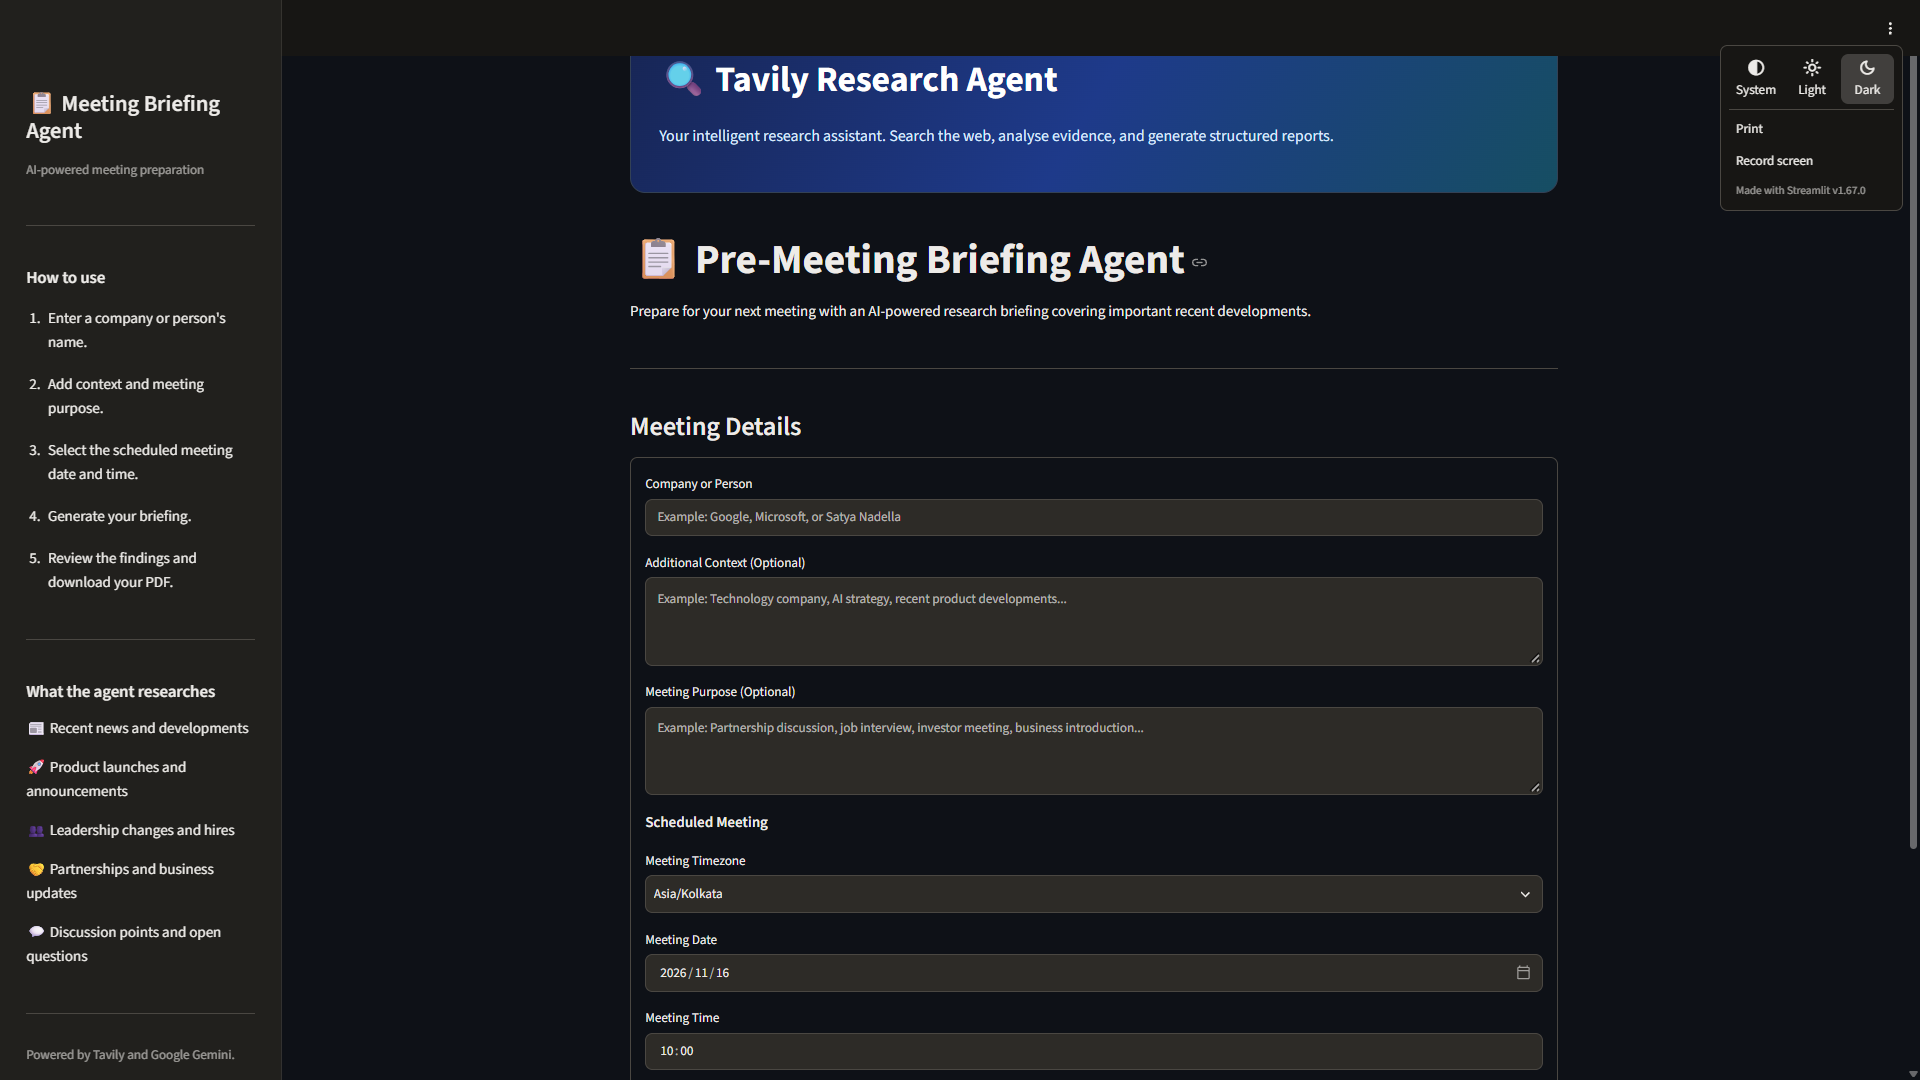 Meeting Briefing
Agent
AI-powered meeting preparation
How to use
1. Enter a company or person's
name.
2. Add context and meeting
purpose.
3. Select the scheduled meeting
date and time.
4. Generate your briefing.
5. Review the findings and
download your PDF.
What the agent researches
Recent news and developments
Product launches and
announcements
Leadership changes and hires
Partnerships and business
updates
Discussion points and open
questions
Powered by Tavily and Google Gemini.
Tavily Research Agent
Your intelligent research assistant. Search the web, analyse evidence, and generate structured reports.
Pre-Meeting Briefing Agent
Prepare for your next meeting with an AI-powered research briefing covering important recent developments.
Meeting Details
Company or Person
Example: Google, Microsoft, or Satya Nadella
Additional Context (Optional)
Example: Technology company, AI strategy, recent product developments...
Meeting Purpose (Optional)
Example: Partnership discussion, job interview, investor meeting, business introduction...
Scheduled Meeting
Meeting Timezone
Asia/Kolkata
Meeting Date
2026/11/16
Meeting Time
10:00
System Light Dark
Print
Record screen
Made with Streamlit v1.67.0